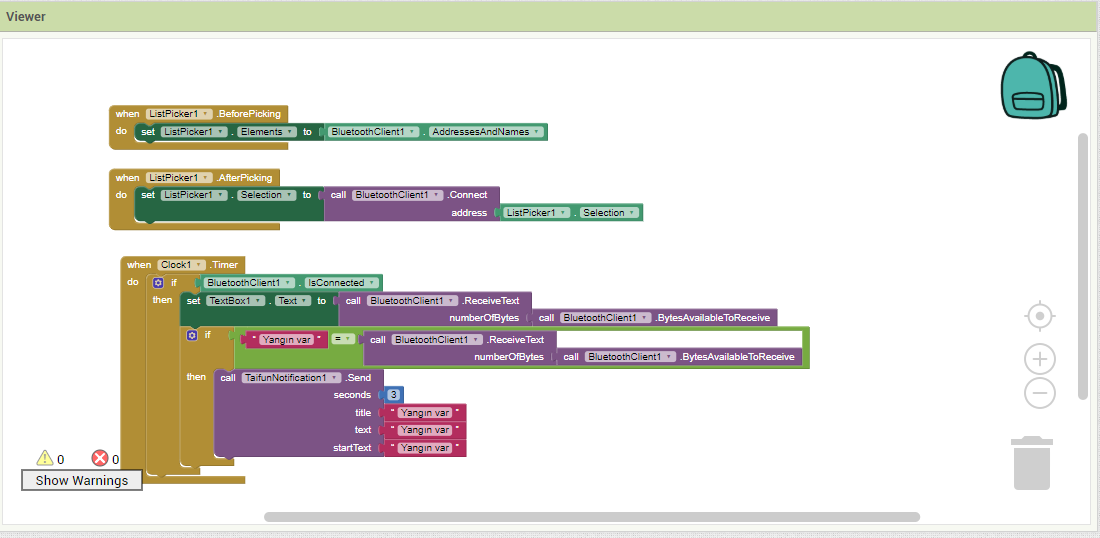 Viewer
when ListPicker1 .BeforePicking
do set ListPicker1 . Elements to BluetoothClient1 . AddressesAndNames
when ListPicker1 .AfterPicking
do set ListPicker1 . Selection to call BluetoothClient1 .Connect
address ListPicker1 . Selection
when Clock1 .Timer
do if BluetoothClient1 . IsConnected
then set TextBox1 . Text to call BluetoothClient1 .ReceiveText
numberOfBytes call BluetoothClient1 .BytesAvailableToReceive
if " Yangın var " = call BluetoothClient1 .ReceiveText
numberOfBytes call BluetoothClient1 .BytesAvailableToReceive
then call TaifunNotification1 .Send
seconds 3
title " Yangın var "
text " Yangın var "
startText " Yangın var "
0 0
Show Warnings